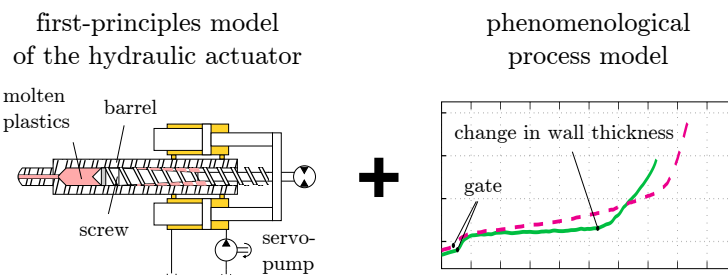 first-principles model
of the hydraulic actuator
phenomenological
process model
molten
plastics
barrel
screw
servo-
pump
change in wall thickness
gate